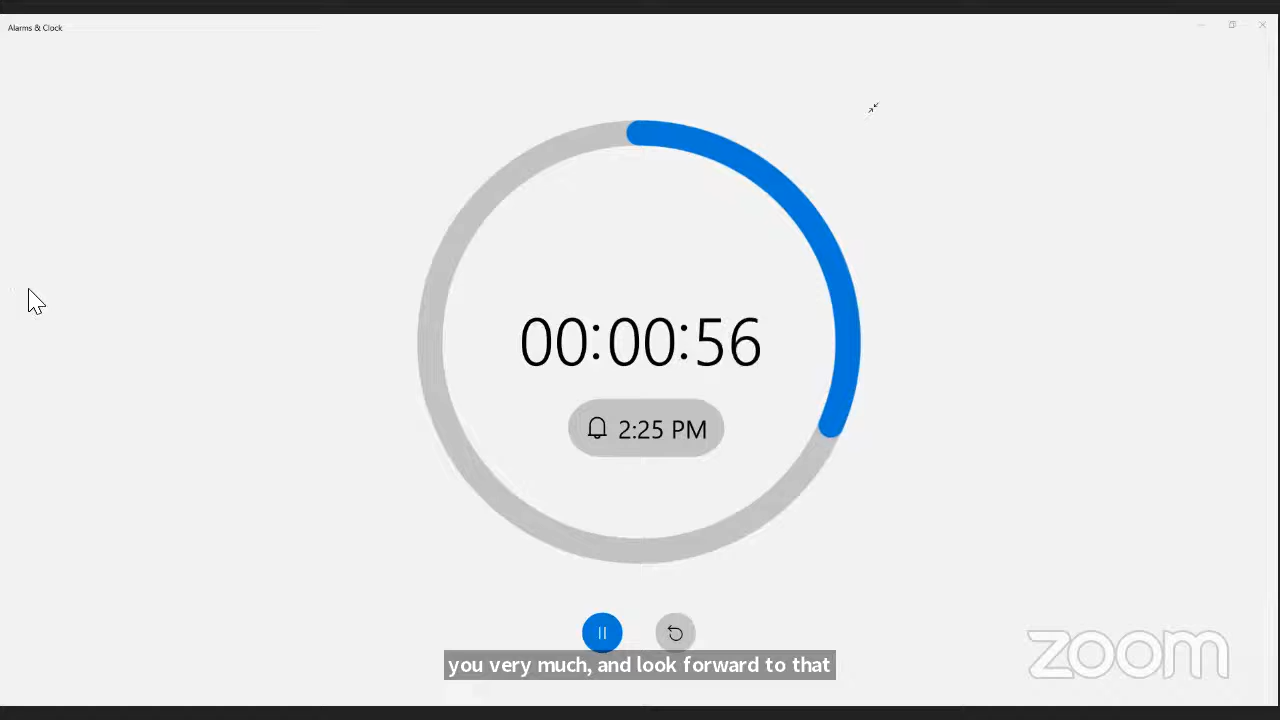 Alarms & Clock
00:00:56
2:25 PM
you very much, and look forward to that
zoom